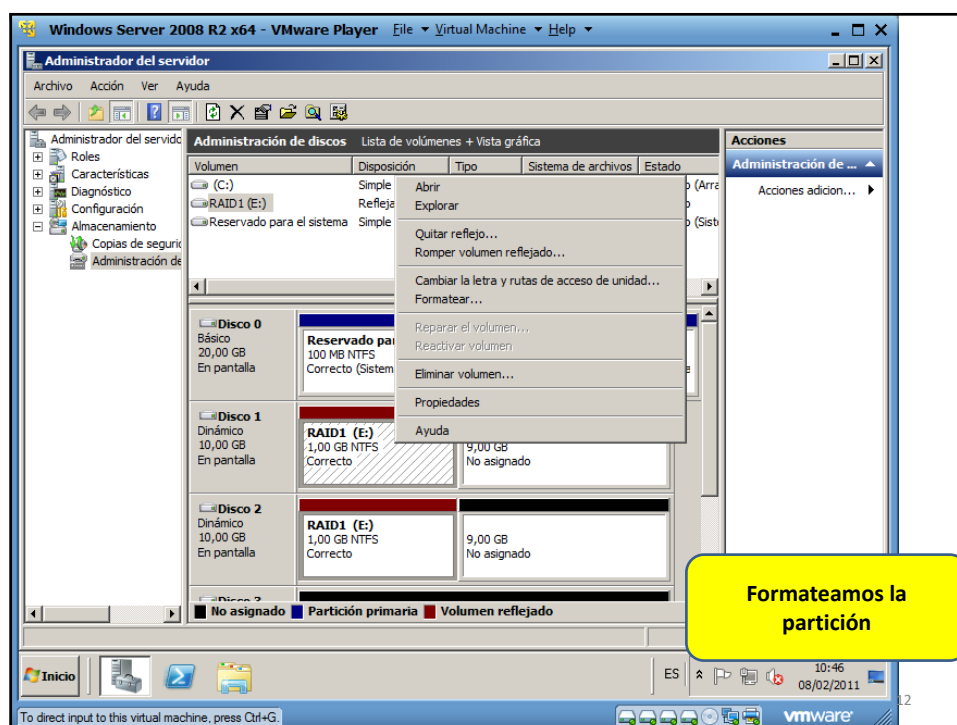 Windows Server 2008 R2 x64 - VMware Player File Virtual Machine Help
Administrador del servidor
Archivo Acción Ver Ayuda
Administrador del servidc
Roles
Características
Diagnóstico
Configuración
Almacenamiento
Copias de seguric
Administración de
Administración de discos Lista de volúmenes + Vista gráfica
Volumen Disposición Tipo Sistema de archivos Estado
(C:) Simple (Arra
RAID1 (E:) Refleja
Reservado para el sistema Simple (Siste
Abrir
Explorar
Quitar reflejo...
Romper volumen reflejado...
Cambiar la letra y rutas de acceso de unidad...
Formatear...
Reparar el volumen...
Reactivar volumen
Eliminar volumen...
Propiedades
Ayuda
Disco 0
Básico
20,00 GB
En pantalla
Reservado pa
100 MB NTFS
Correcto (Sistem
Disco 1
Dinámico
10,00 GB
En pantalla
RAID1 (E:)
1,00 GB NTFS
Correcto
9,00 GB
No asignado
Disco 2
Dinámico
10,00 GB
En pantalla
RAID1 (E:)
1,00 GB NTFS
Correcto
9,00 GB
No asignado
Disco 3
No asignado Partición primaria Volumen reflejado
Acciones
Administración de ...
Acciones adicion...
Formateamos la
partición
Inicio
ES
10:46
08/02/2011
12
To direct input to this virtual machine, press Ctrl+G.
vmware